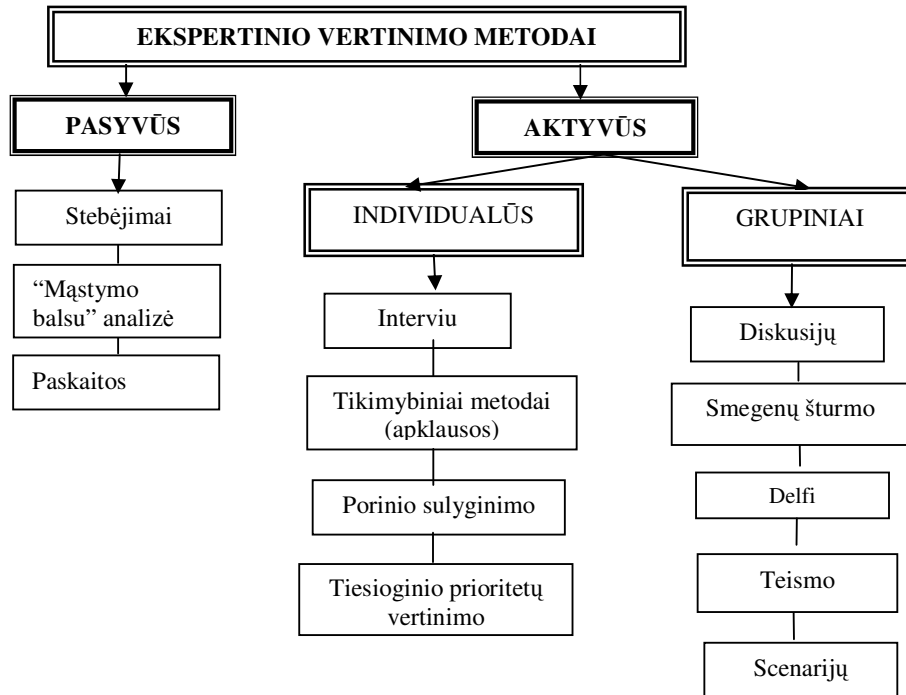 EKSPERTINIO VERTINIMO METODAI
PASYVŪS
AKTYVŪS
Stebėjimai
“Mąstymo
balsu” analizė
Paskaitos
INDIVIDUALŪS
Interviu
Tikimybiniai metodai
(apklausos)
Porinio sulyginimo
Tiesioginio prioritetų
vertinimo
GRUPINIAI
Diskusijų
Smegenų šturmo
Delfi
Teismo
Scenarijų